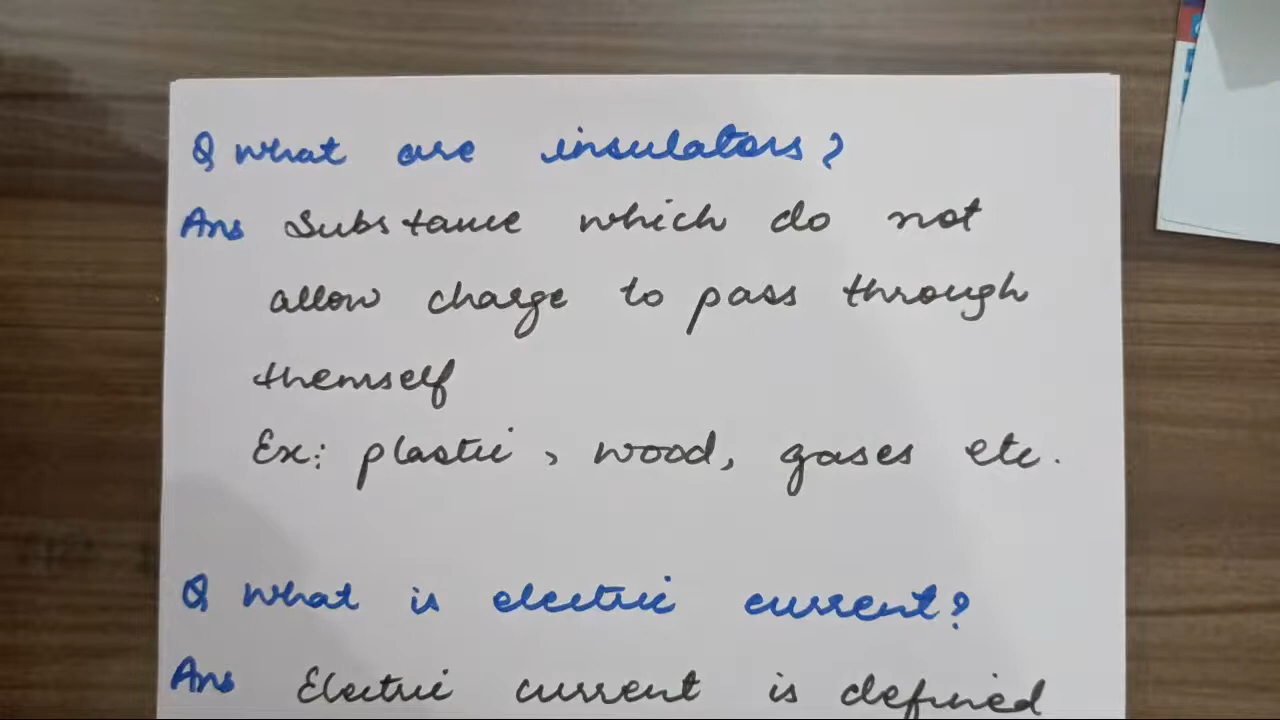 Q What are insulators?
Ans Substance which do not
allow charge to pass through
themself
Ex: plastic, wood, gases etc.
Q What is electric current?
Ans Electric current is defined